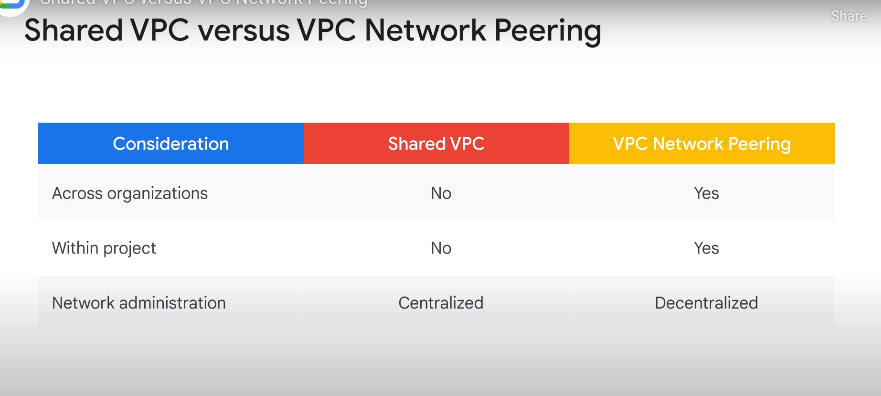 Shared VPC versus VPC Network Peering
Share
Shared VPC versus VPC Network Peering
Consideration Shared VPC VPC Network Peering
Across organizations No Yes
Within project No Yes
Network administration Centralized Decentralized